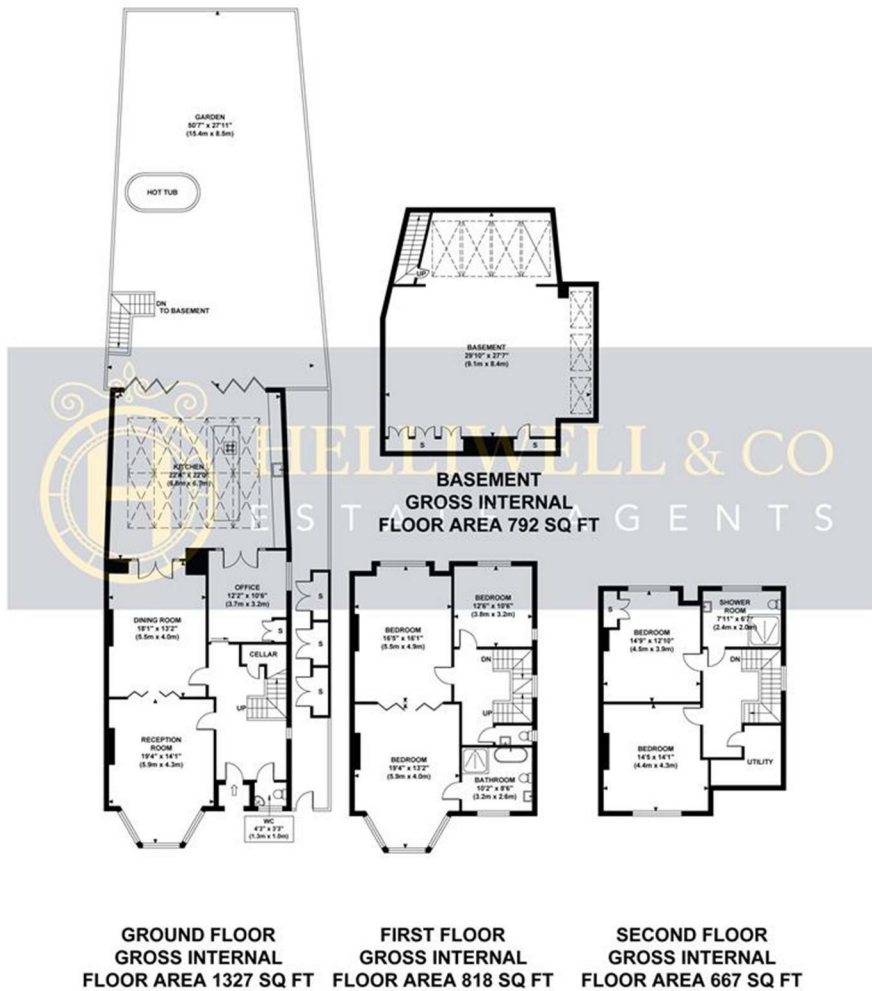 GARDEN
50'7" x 27'11"
(15.4m x 8.5m)
HOT TUB
DN
TO BASEMENT
KITCHEN
(6.8m x 6.7m)
OFFICE
12'2" x 10'6"
(3.7m x 3.2m)
S
DINING ROOM
18'1" x 13'2"
(5.5m x 4.0m)
S
CELLAR
S
S
UP
RECEPTION
ROOM
19'4" x 14'1"
(5.9m x 4.3m)
WC
4'3" x 3'3"
(1.3m x 1.0m)
UP
BASEMENT
29'10" x 27'7"
(9.1m x 8.4m)
S
S
HELLIWELL & CO
ESTATE AGENTS
BASEMENT
GROSS INTERNAL
FLOOR AREA 792 SQ FT
BEDROOM
16'5" x 16'1"
(5.5m x 4.9m)
BEDROOM
12'6" x 10'6"
(3.8m x 3.2m)
DN
UP
BEDROOM
19'4" x 13'2"
(5.9m x 4.0m)
BATHROOM
10'2" x 8'6"
(3.2m x 2.6m)
S
BEDROOM
14'9" x 12'10"
(4.5m x 3.9m)
SHOWER
ROOM
7'11" x 6'7"
(2.4m x 2.0m)
DN
BEDROOM
14'5" x 14'1"
(4.4m x 4.3m)
UTILITY
GROUND FLOOR
GROSS INTERNAL
FLOOR AREA 1327 SQ FT
FIRST FLOOR
GROSS INTERNAL
FLOOR AREA 818 SQ FT
SECOND FLOOR
GROSS INTERNAL
FLOOR AREA 667 SQ FT